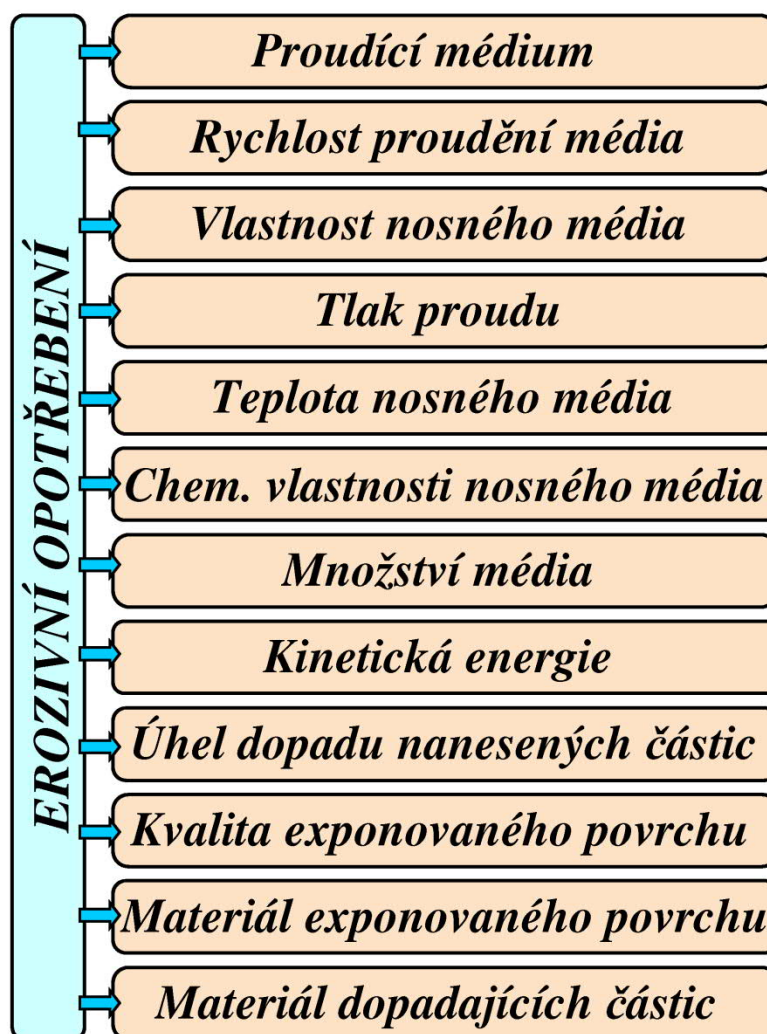 EROZIVNÍ OPOTŘEBENÍ
Proudící médium
Rychlost proudění média
Vlastnost nosného média
Tlak proudu
Teplota nosného média
Chem. vlastnosti nosného média
Množství média
Kinetická energie
Úhel dopadu nanesených částic
Kvalita exponovaného povrchu
Materiál exponovaného povrchu
Materiál dopadajících částic